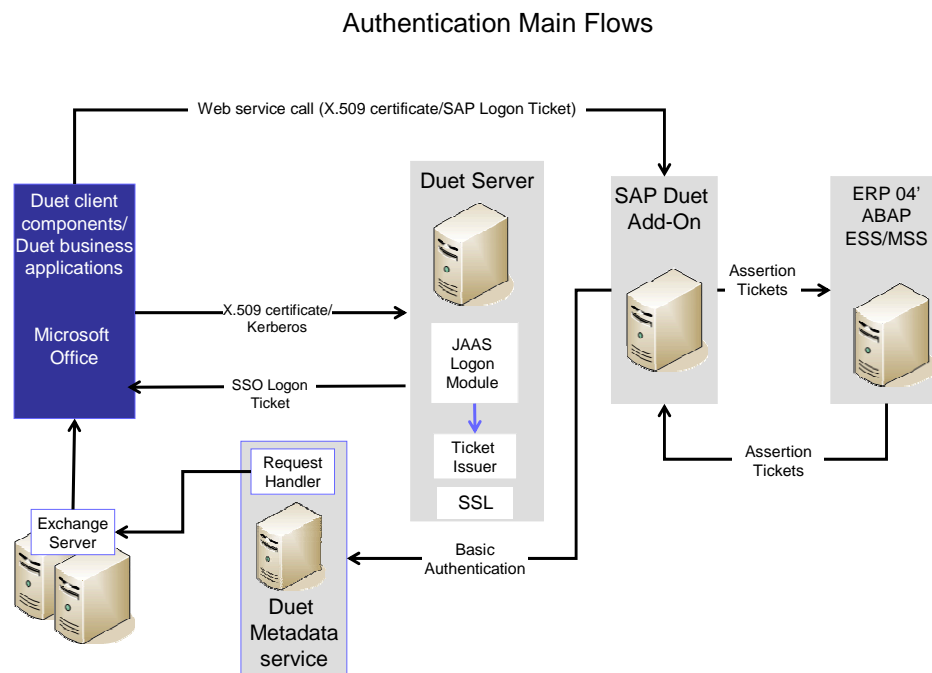 Authentication Main Flows
Web service call (X.509 certificate/SAP Logon Ticket)
Duet client
components/
Duet business
applications
Microsoft
Office
Duet Server
SAP Duet
Add-On
ERP 04’
ABAP
ESS/MSS
X.509 certificate/
Kerberos
JAAS
Logon
Module
Assertion
Tickets
SSO Logon
Ticket
Ticket
Issuer
SSL
Assertion
Tickets
Request
Handler
Exchange
Server
Basic
Authentication
Duet
Metadata
service